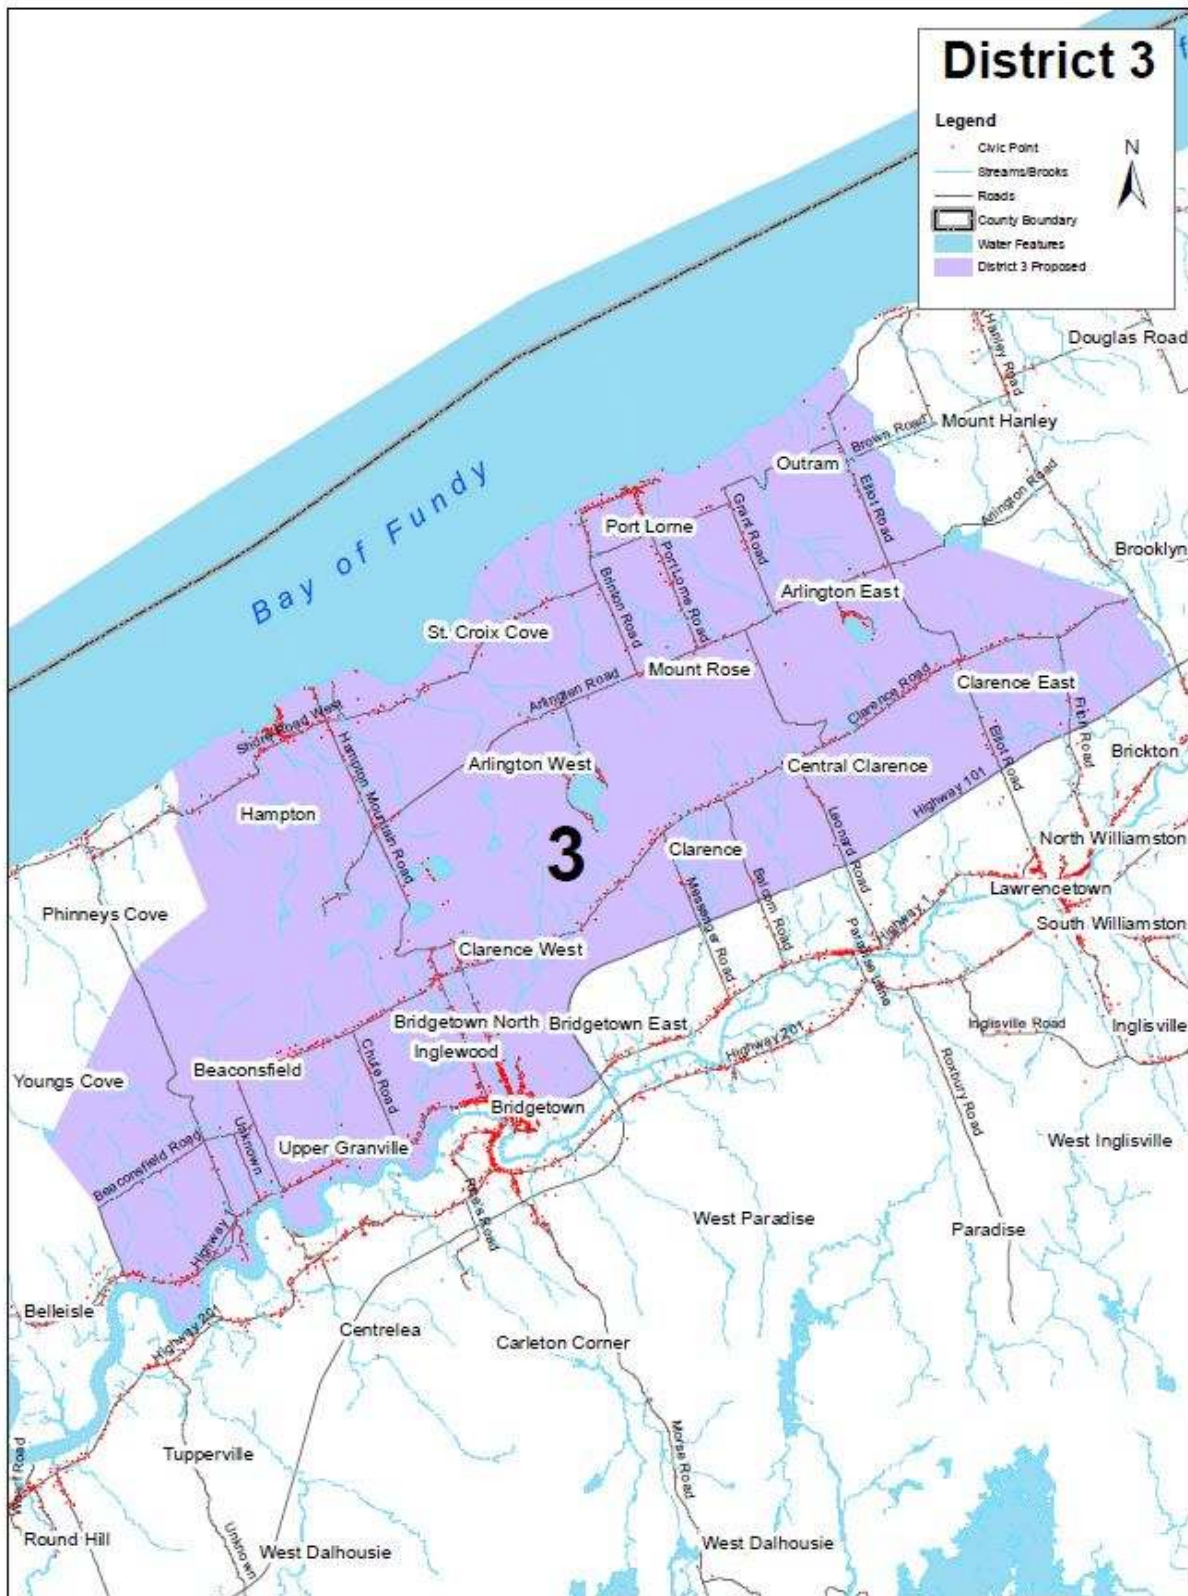 District 3
Legend
Civic Point
Streams/Brooks
Roads
County Boundary
Water Features
District 3 Proposed
N
f
Hanley Road
Douglas Road
Mount Hanley
Brown Road
Outram
Bay of Fundy
Elliot Road
Arlington Road
Grant Road
Port Lorne
Port Lorne Road
Brooklyn
Arlington East
Brinton Road
St. Croix Cove
Mount Rose
Clarence East
Arlington Road
Clarence Road
Shore Road West
Hampton Mountain Road
Elliot Road
Brickton
Arlington West
Central Clarence
Highway 101
Hampton
Leonard Road
North Williamston
Clarence
Lawrencetown
Messenger Road
Balcom Road
Phinneys Cove
Highway 1
South Williamston
Clarence West
Paradise Lane
Bridgetown North
Bridgetown East
Inglisville Road
Inglisville
Highway 201
Inglewood
Chute Road
Beaconsfield
Youngs Cove
Roxbury Road
Bridgetown
Unknown
Upper Granville
West Inglisville
Beaconsfield Road
West Paradise
Paradise
Highway 1
Belleisle
Highway 201
Centrelea
Carleton Corner
Morse Road
Tupperville
Round Hill
Unknown
West Dalhousie
West Dalhousie
3